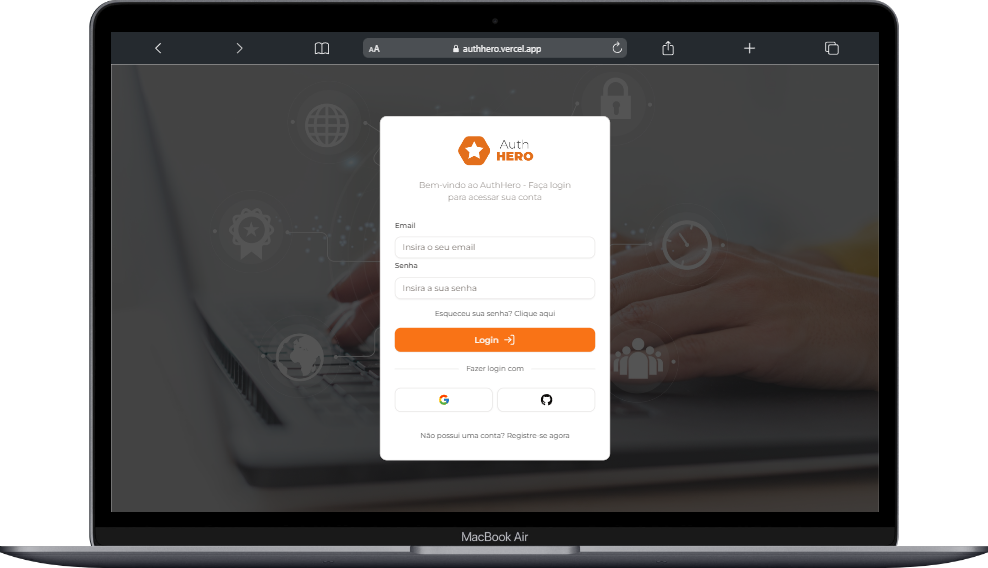 AA
authhero.vercel.app
Auth
HERO
Bem-vindo ao AuthHero - Faça login
para acessar sua conta
Email
Insira o seu email
Senha
Insira a sua senha
Esqueceu sua senha? Clique aqui
Login
Fazer login com
Não possui uma conta? Registre-se agora
MacBook Air